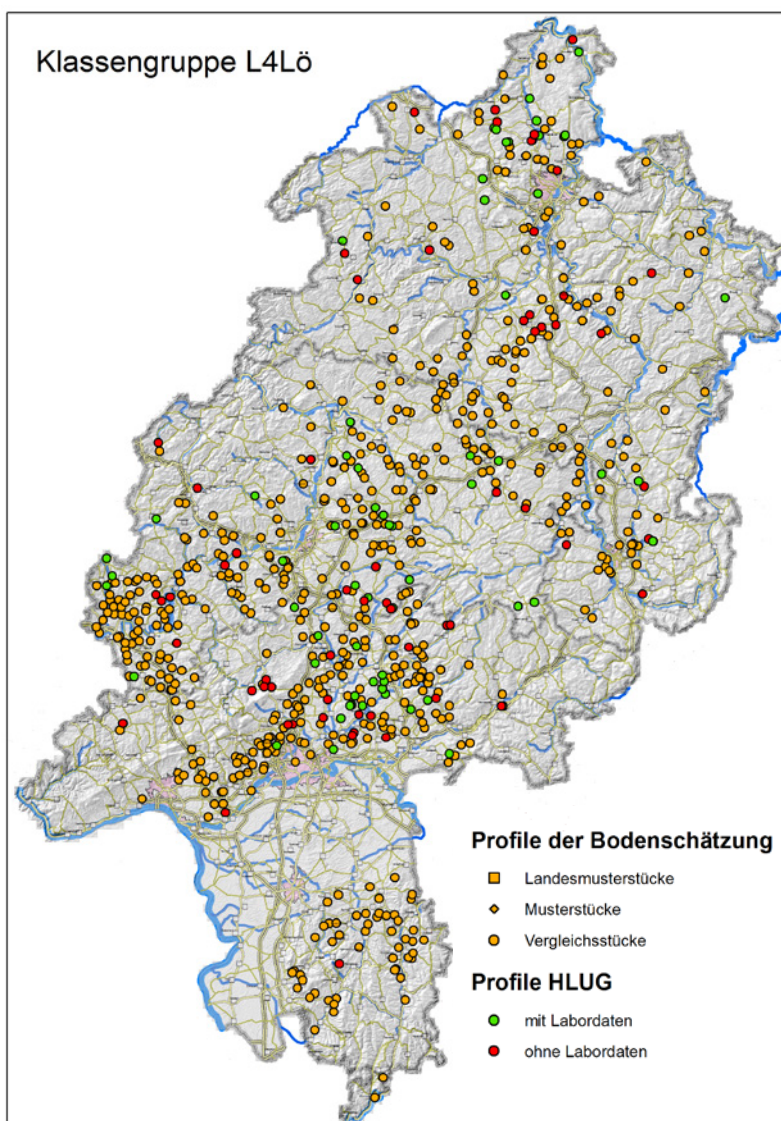 Klassengruppe L4Lö
Profile der Bodenschätzung
Landesmusterstücke
Musterstücke
Vergleichsstücke
Profile HLUG
mit Labordaten
ohne Labordaten